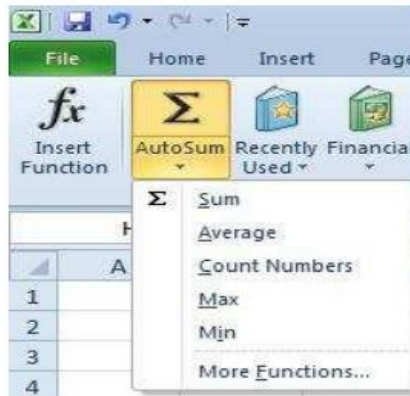 File Home Insert Page
fx Σ
Insert Function AutoSum Recently Used Financia
Σ Sum
Average
Count Numbers
Max
Min
More Functions...
H
A
1
2
3
4